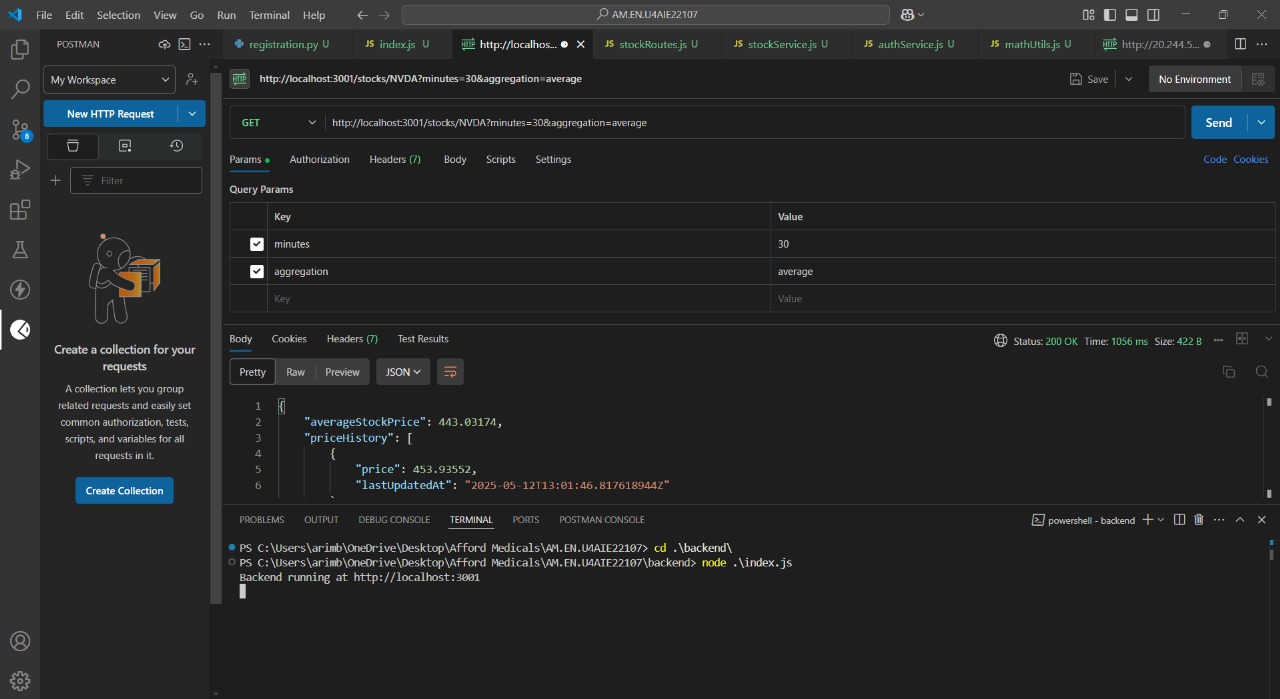 File Edit Selection View Go Run Terminal Help AM.EN.U4AIE22107
POSTMAN registration.py U index.js U http://localhos... stockRoutes.js U stockService.js U authService.js U mathUtils.js U http://20.244.5...
My Workspace
http://localhost:3001/stocks/NVDA?minutes=30&aggregation=average Save No Environment
New HTTP Request
GET http://localhost:3001/stocks/NVDA?minutes=30&aggregation=average Send
Params Authorization Headers (7) Body Scripts Settings Code Cookies
Filter
Query Params
Key Value
minutes 30
aggregation average
Key Value
Create a collection for your
requests
A collection lets you group
related requests and easily set
common authorization, tests,
scripts, and variables for all
requests in it.
Create Collection
Body Cookies Headers (7) Test Results Status: 200 OK Time: 1056 ms Size: 422 B
Pretty Raw Preview JSON
1 {
2 "averageStockPrice": 443.03174,
3 "priceHistory": [
4 {
5 "price": 453.93552,
6 "lastUpdatedAt": "2025-05-12T13:01:46.817618944Z"
PROBLEMS OUTPUT DEBUG CONSOLE TERMINAL PORTS POSTMAN CONSOLE powershell - backend
PS C:\Users\arimb\OneDrive\Desktop\Afford Medicals\AM.EN.U4AIE22107> cd .\backend\
PS C:\Users\arimb\OneDrive\Desktop\Afford Medicals\AM.EN.U4AIE22107\backend> node .\index.js
Backend running at http://localhost:3001